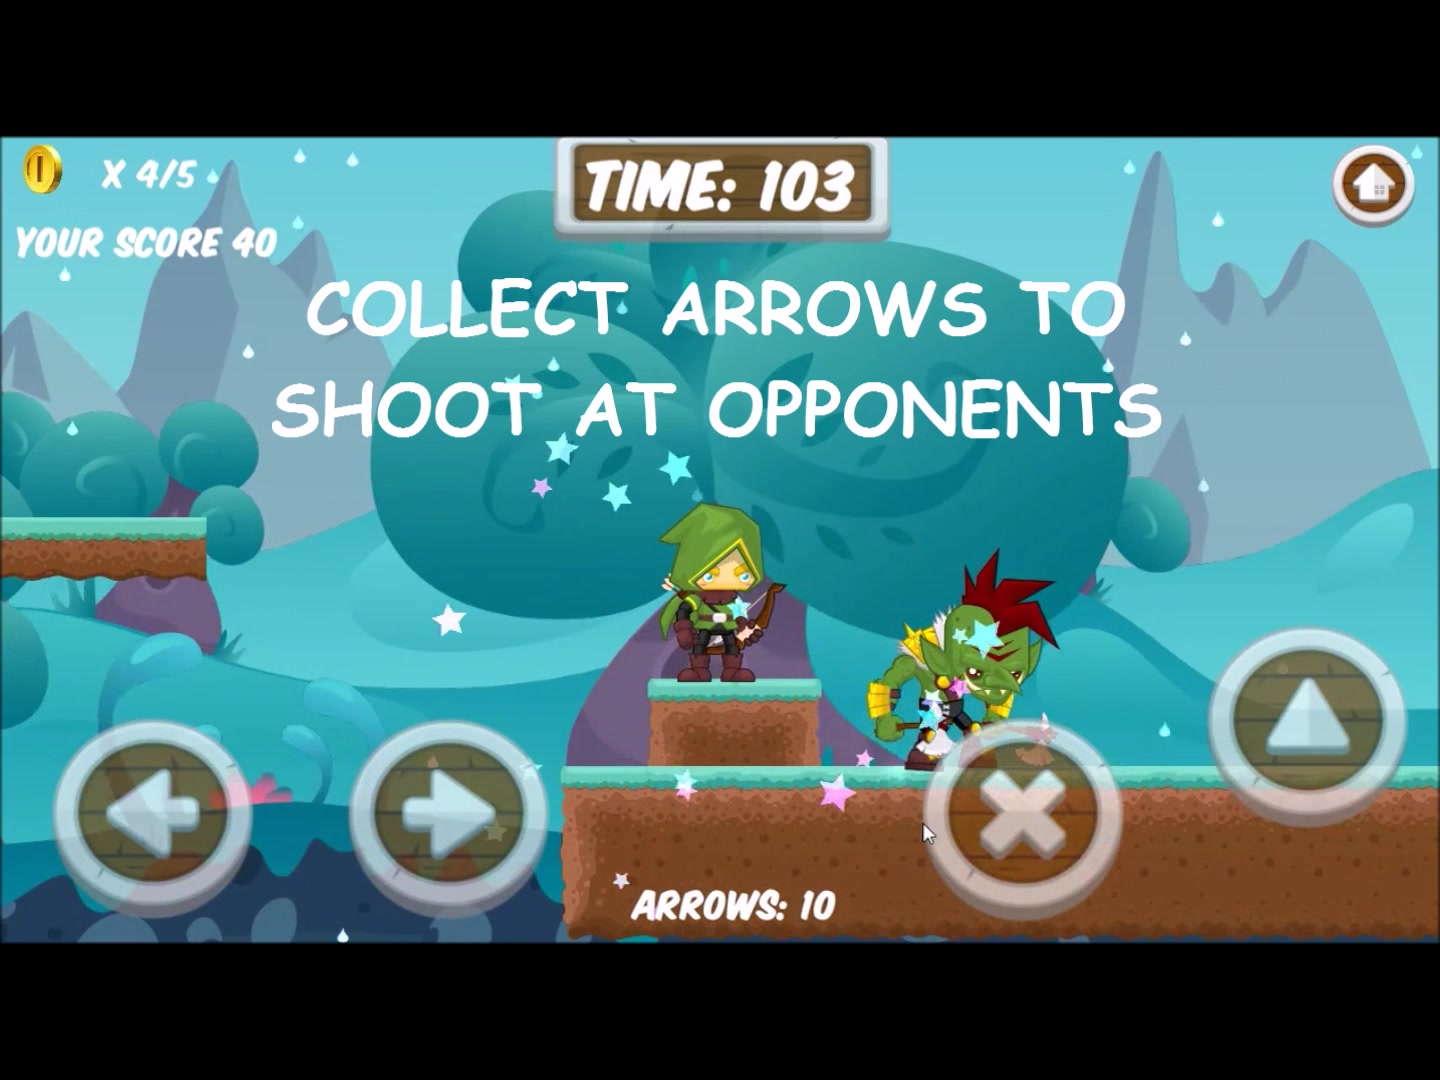 X 4/5
TIME: 103
YOUR SCORE 40
COLLECT ARROWS TO
SHOOT AT OPPONENTS
ARROWS: 10